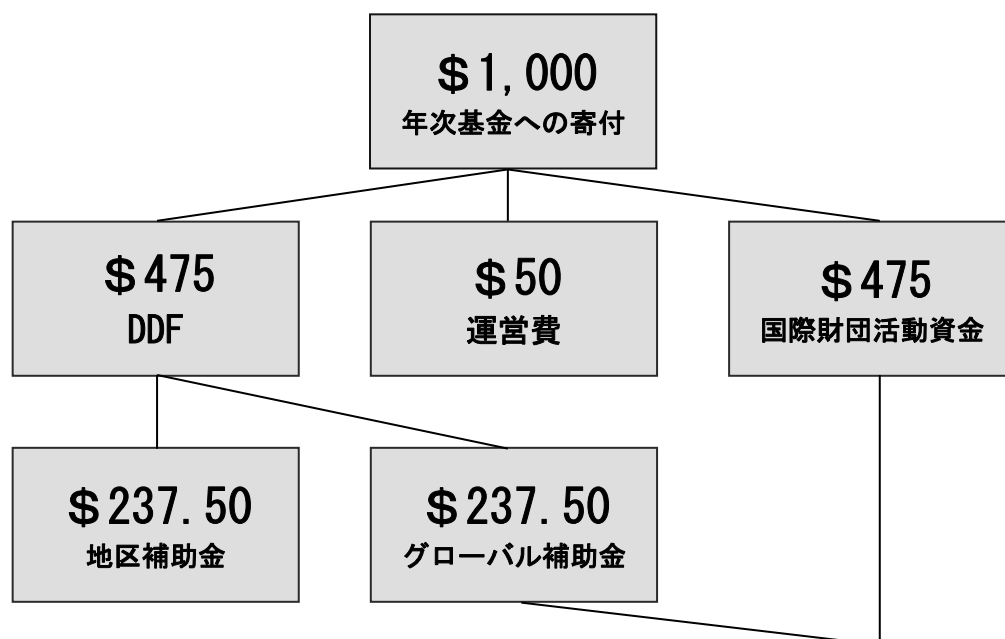 ＄1,000
年次基金への寄付
＄475
DDF
＄50
運営費
＄475
国際財団活動資金
＄237.50
地区補助金
＄237.50
グローバル補助金